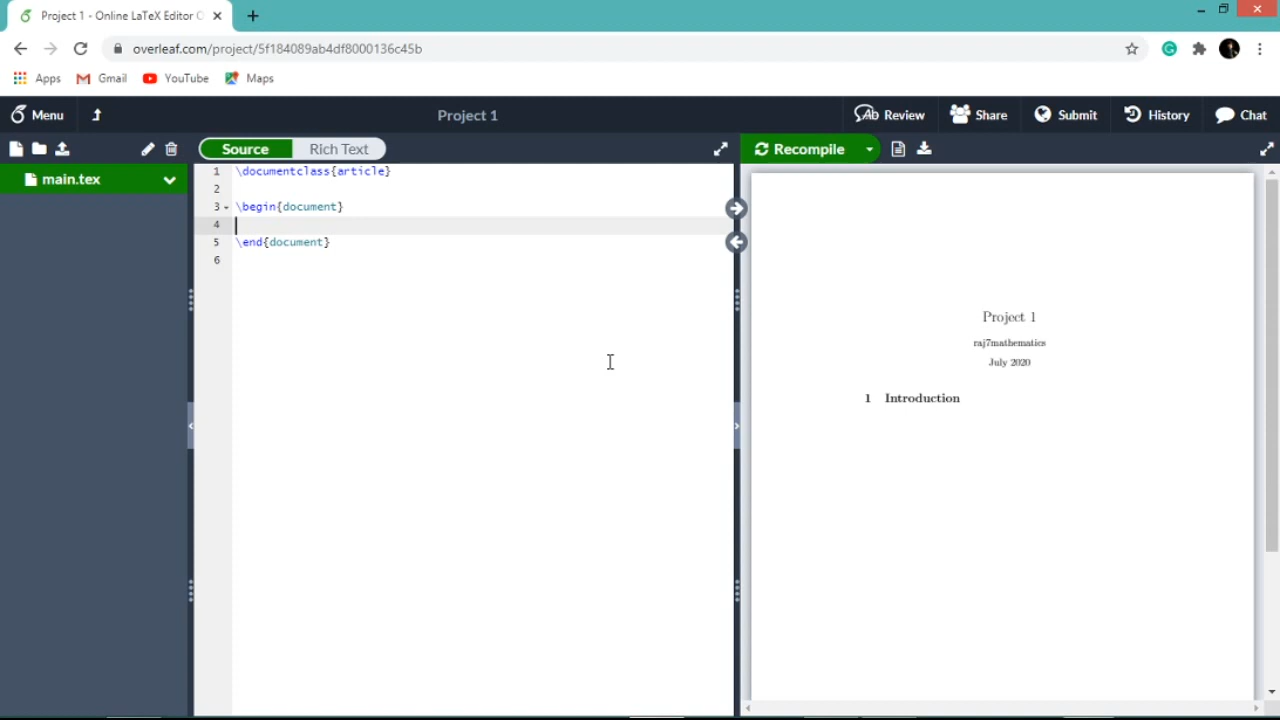 Project 1 - Online LaTeX Editor O
overleaf.com/project/5f184089ab4df8000136c45b
Apps Gmail YouTube Maps
Menu Project 1 Review Share Submit History Chat
Source Rich Text Recompile
main.tex
1 \documentclass{article}
2
3 \begin{document}
4
5 \end{document}
6
Project 1
raj7mathematics
July 2020
1 Introduction